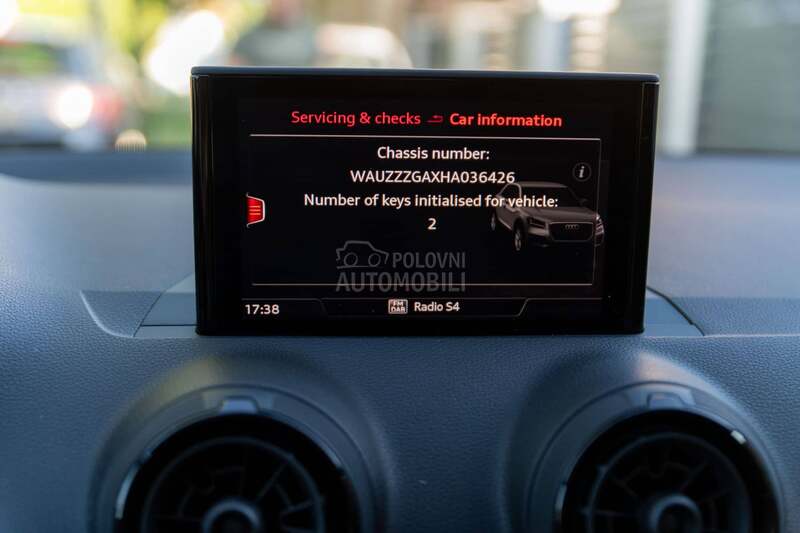 Servicing & checks Car information
Chassis number:
WAUZZZGAXHA036426
i
Number of keys initialised for vehicle:
2
POLOVNI
AUTOMOBILI
17:38
FM
DAB
Radio S4